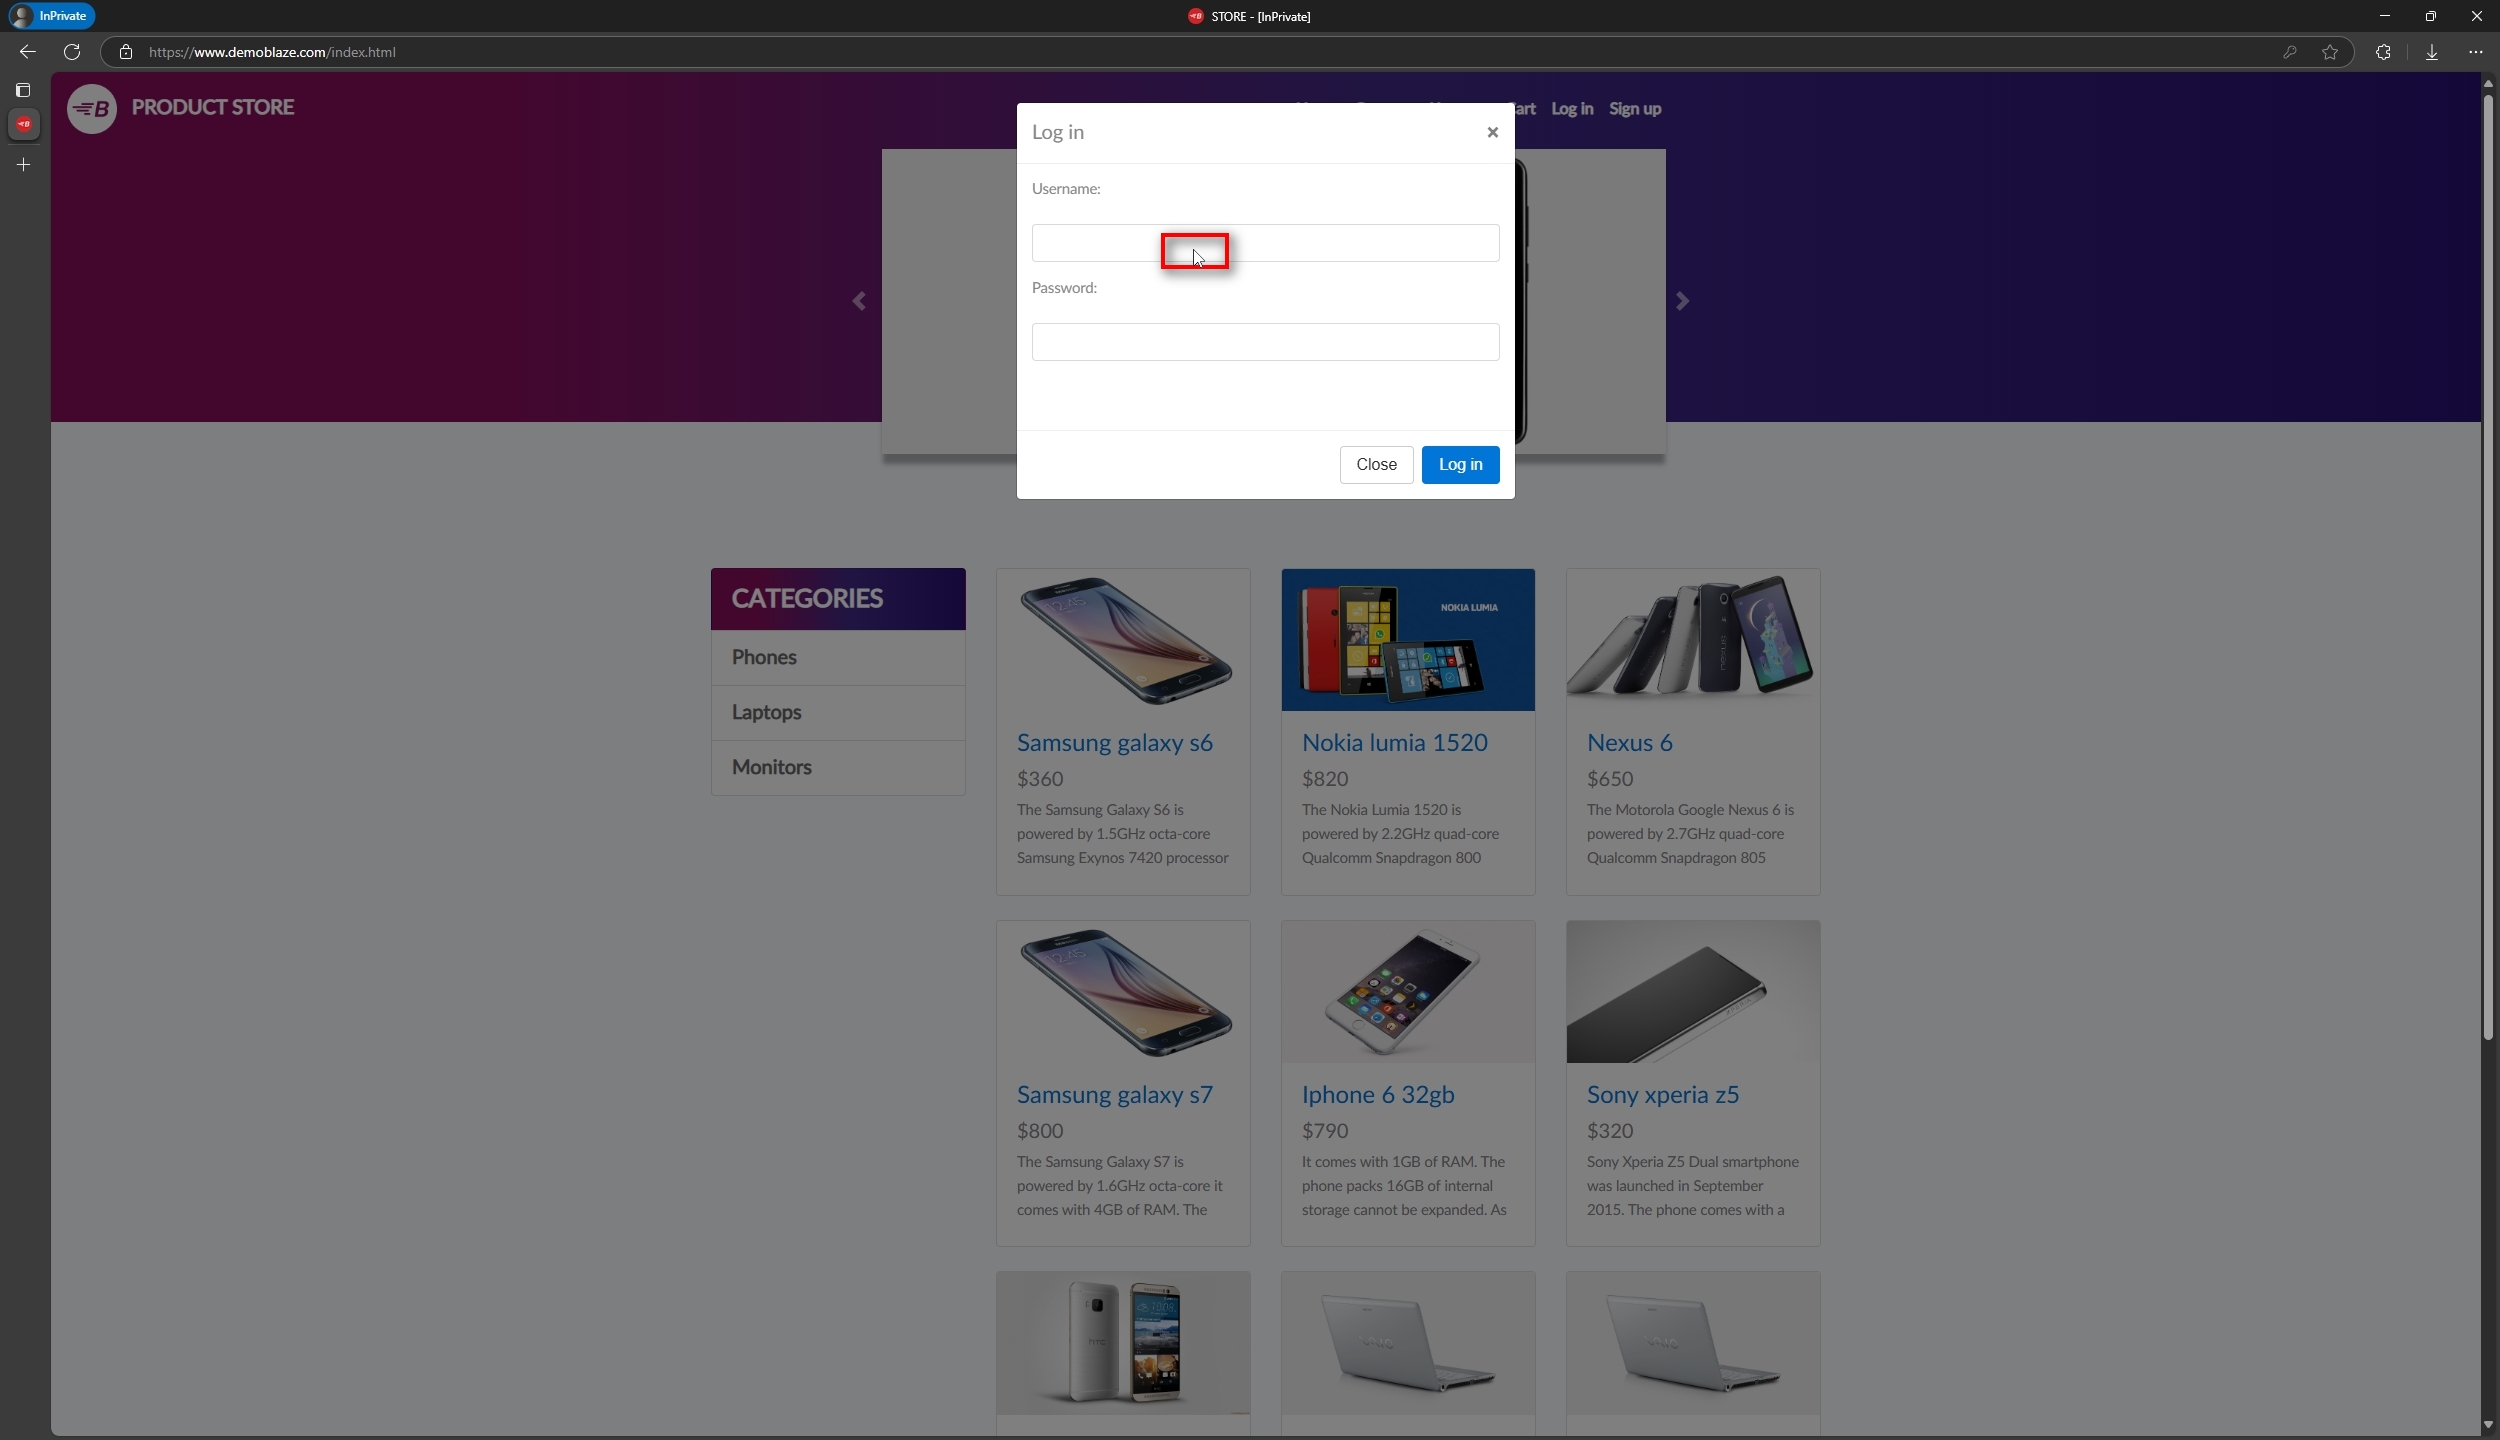 InPrivate
STORE - [InPrivate]
https://www.demoblaze.com/index.html
PRODUCT STORE
Log in
Sign up
Log in
×
Username:
Password:
Close
Log in
CATEGORIES
Phones
Laptops
Monitors
Samsung galaxy s6
$360
The Samsung Galaxy S6 is
powered by 1.5GHz octa-core
Samsung Exynos 7420 processor
NOKIA LUMIA
Nokia lumia 1520
$820
The Nokia Lumia 1520 is
powered by 2.2GHz quad-core
Qualcomm Snapdragon 800
Nexus 6
$650
The Motorola Google Nexus 6 is
powered by 2.7GHz quad-core
Qualcomm Snapdragon 805
Samsung galaxy s7
$800
The Samsung Galaxy S7 is
powered by 1.6GHz octa-core it
comes with 4GB of RAM. The
Iphone 6 32gb
$790
It comes with 1GB of RAM. The
phone packs 16GB of internal
storage cannot be expanded. As
Sony xperia z5
$320
Sony Xperia Z5 Dual smartphone
was launched in September
2015. The phone comes with a
hTC
VAIO
VAIO